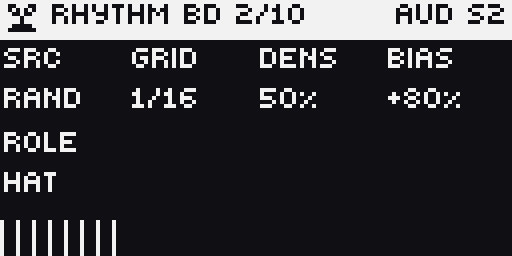 RHYTHM BD 2/10 AUD S2
SRC GRID DENS BIAS
RAND 1/16 50% +80%
ROLE
HAT